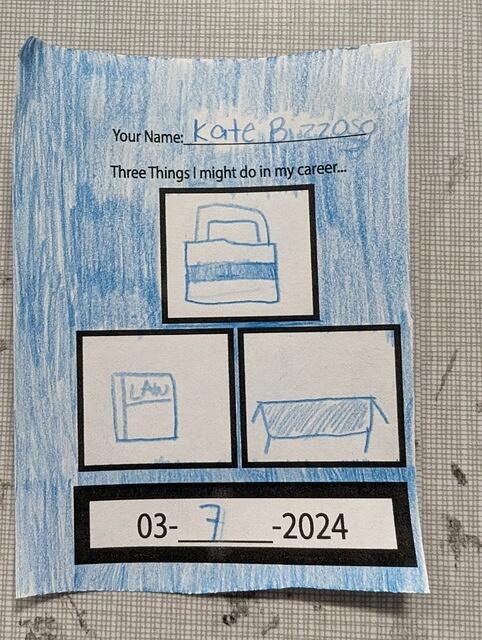 Your Name: Kate Bizzoso
Three Things I might do in my career...
LAW
03-7-2024